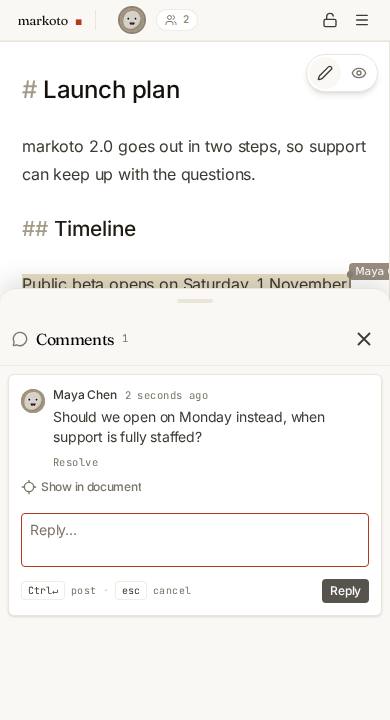 markoto
2
# Launch plan
markoto 2.0 goes out in two steps, so support
can keep up with the questions.
## Timeline
Maya
Public beta opens on Saturday, 1 November.
Comments 1
Maya Chen 2 seconds ago
Should we open on Monday instead, when
support is fully staffed?
Resolve
Show in document
Reply…
Ctrl↵ post · esc cancel
Reply